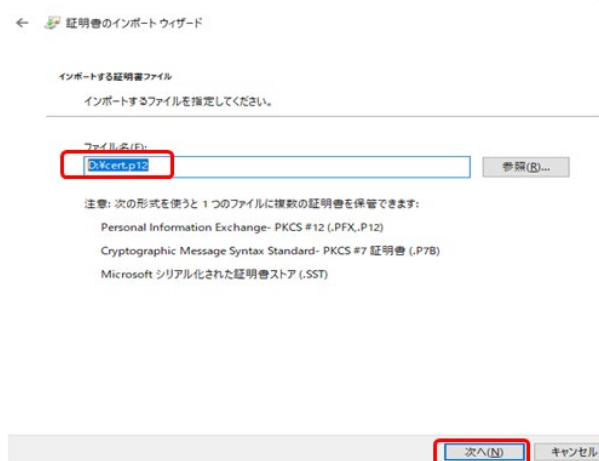 証明書のインポート ウィザード
インポートする証明書ファイル
インポートするファイルを指定してください。
ファイル名(F):
D:¥cert.p12
参照(R)...
注意: 次の形式を使うと 1 つのファイルに複数の証明書を保管できます:
Personal Information Exchange- PKCS #12 (.PFX,.P12)
Cryptographic Message Syntax Standard- PKCS #7 証明書 (.P7B)
Microsoft シリアル化された証明書ストア (.SST)
次へ(N)
キャンセル